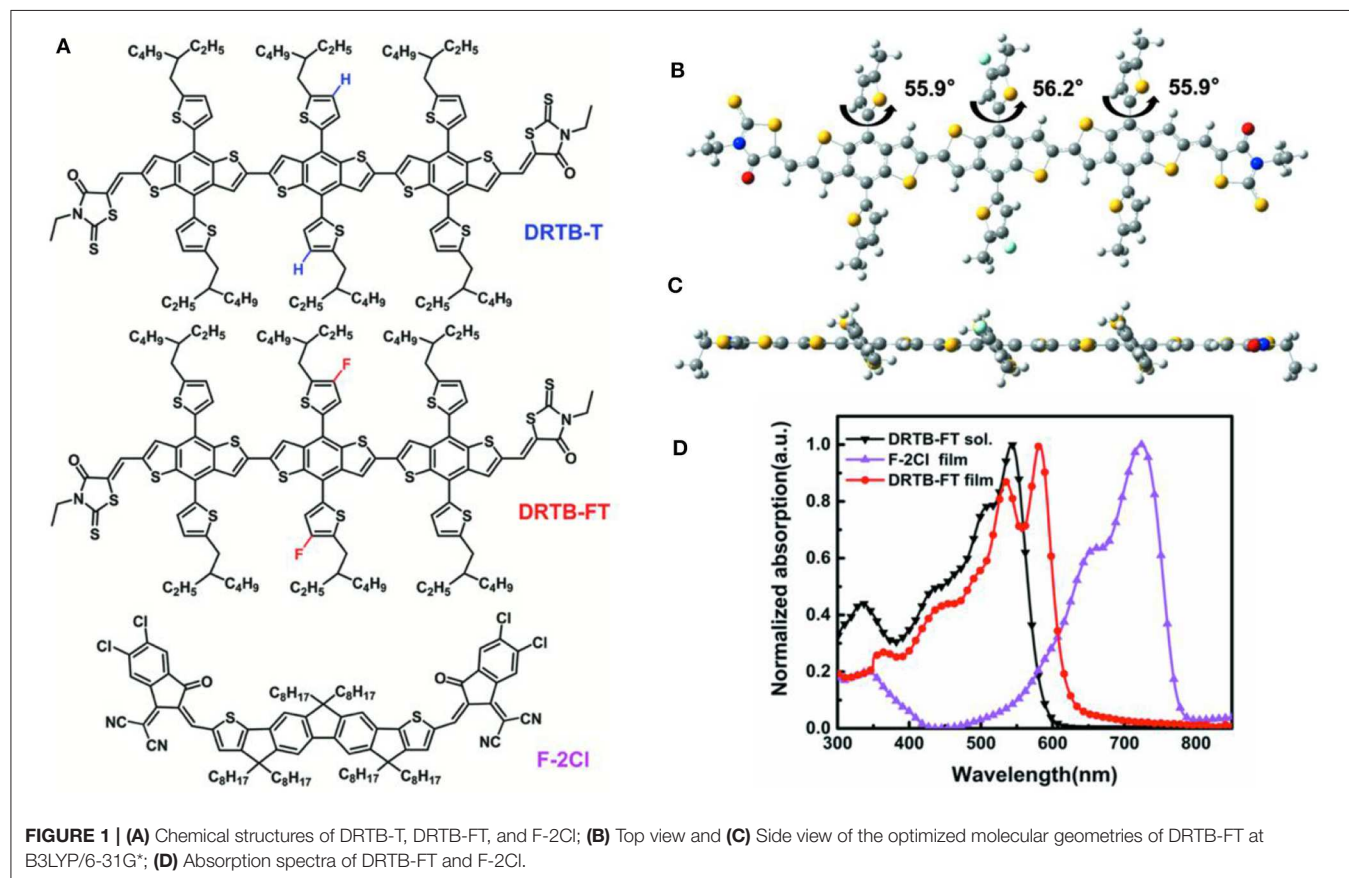 A
C4H9 C2H5 C4H9 C2H5 C4H9 C2H5
H
S S S
S
S N
S S S
O
O S S S
N S
S S S S
H
DRTB-T
C2H5 C4H9 C2H5 C4H9 C2H5 C4H9
C4H9 C2H5 C4H9 C2H5 C4H9 C2H5
F
S S S
S
S N
S S S
O
O S S S
N S
S S S S
F
DRTB-FT
C2H5 C4H9 C2H5 C4H9 C2H5 C4H9
Cl Cl
Cl Cl
O C8H17 C8H17 O
NC S S CN
CN NC
C8H17 C8H17 C8H17 C8H17
F-2Cl
B
55.9° 56.2° 55.9°
C
D
DRTB-FT sol.
F-2Cl film
DRTB-FT film
Normalized absorption(a.u.)
1.0
0.8
0.6
0.4
0.2
0.0
300 400 500 600 700 800
Wavelength(nm)
FIGURE 1 | (A) Chemical structures of DRTB-T, DRTB-FT, and F-2Cl; (B) Top view and (C) Side view of the optimized molecular geometries of DRTB-FT at
B3LYP/6-31G*; (D) Absorption spectra of DRTB-FT and F-2Cl.